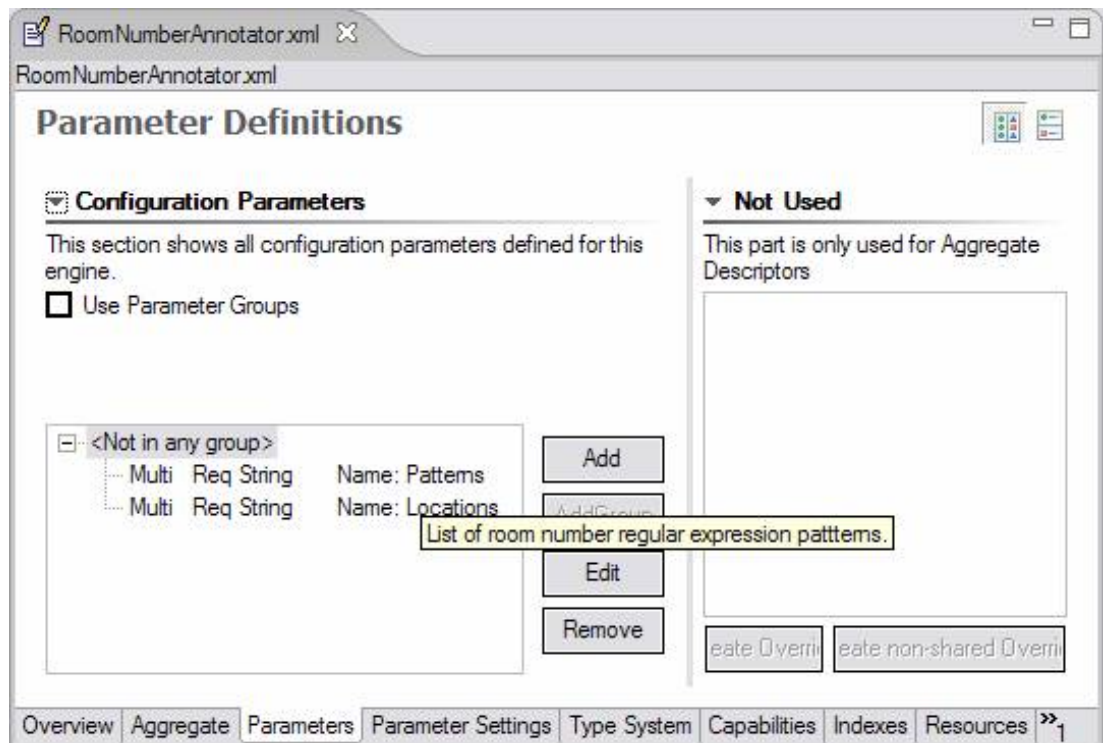 RoomNumberAnnotator.xml
RoomNumberAnnotator.xml
Parameter Definitions
Configuration Parameters
This section shows all configuration parameters defined for this
engine.
Use Parameter Groups
<Not in any group>
Multi Req String Name: Patterns
Multi Req String Name: Locations
List of room number regular expression pattterns.
Add
AddGroup
Edit
Remove
Not Used
This part is only used for Aggregate
Descriptors
eate Overri
eate non-shared Overri
Overview Aggregate Parameters Parameter Settings Type System Capabilities Indexes Resources »1